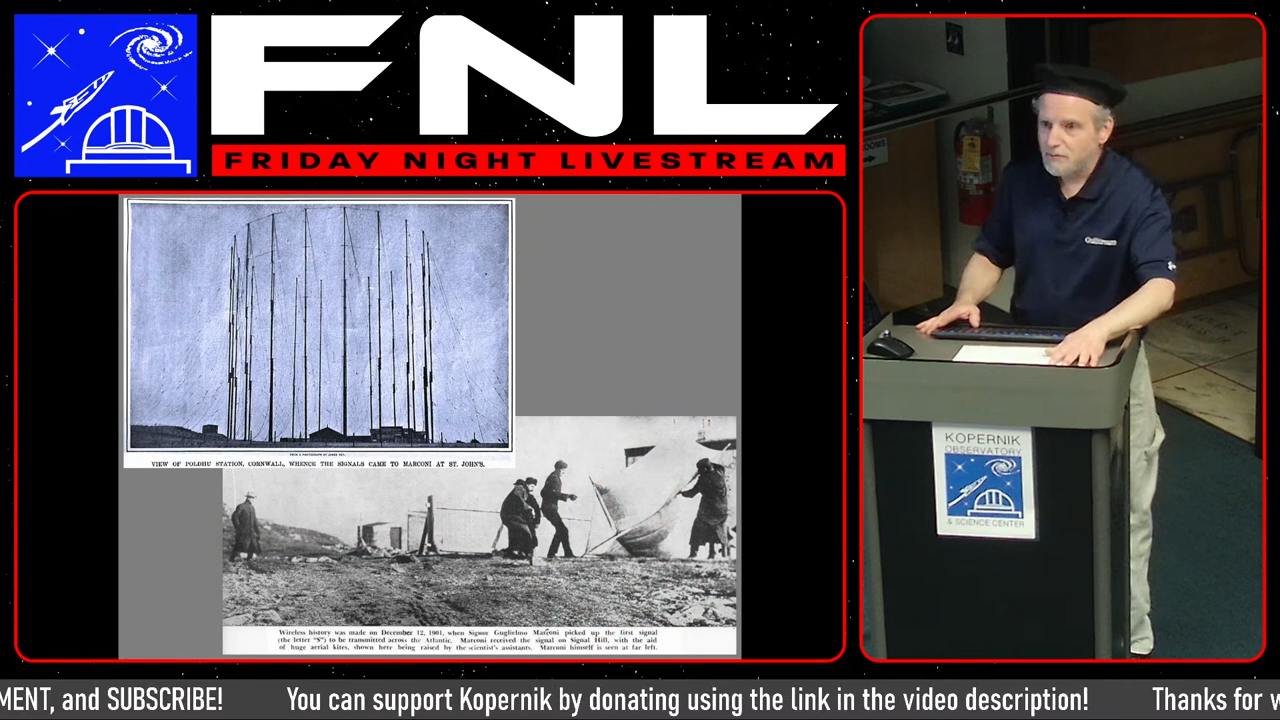 FNL
FRIDAY NIGHT LIVESTREAM
VIEW OF POLDHU STATION, CORNWALL, WHENCE THE SIGNALS CAME TO MARCONI AT ST. JOHN'S.
Wireless history was made on December 12, 1901, when Signor Guglielmo Marconi picked up the first signal
(the letter "S") to be transmitted across the Atlantic. Marconi received the signal on Signal Hill, with the aid
of huge aerial kites, shown here being raised by the scientist's assistants. Marconi himself is seen at far left.
KOPERNIK
OBSERVATORY
& SCIENCE CENTER
MENT, and SUBSCRIBE! You can support Kopernik by donating using the link in the video description! Thanks for w